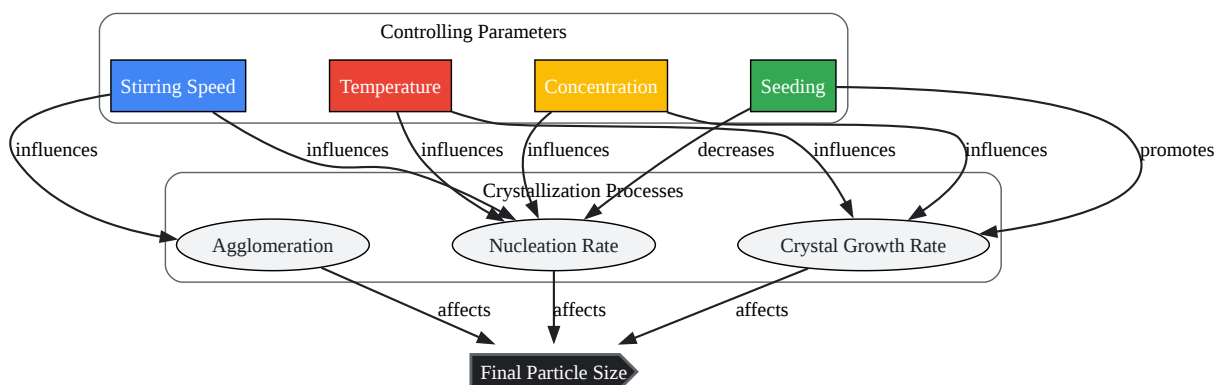 Controlling Parameters
Stirring Speed
Temperature
Concentration
Seeding
influences
influences
influences
influences
decreases
influences
influences
promotes
Crystallization Processes
Agglomeration
Nucleation Rate
Crystal Growth Rate
affects
affects
affects
Final Particle Size